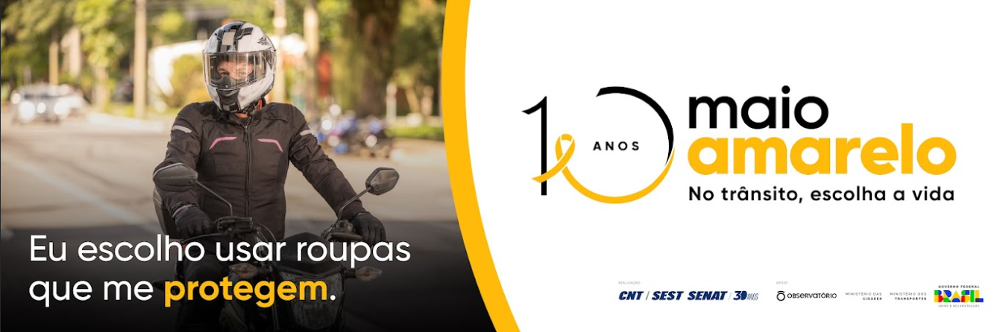 Eu escolho usar roupas
que me protegem.
10 ANOS
maio
amarelo
No trânsito, escolha a vida
REALIZAÇÃO
CNT / SEST SENAT / 30 ANOS
APOIO
OBSERVATÓRIO
MINISTÉRIO DAS
CIDADES
MINISTÉRIO DOS
TRANSPORTES
GOVERNO FEDERAL
BRASIL
UNIÃO E RECONSTRUÇÃO